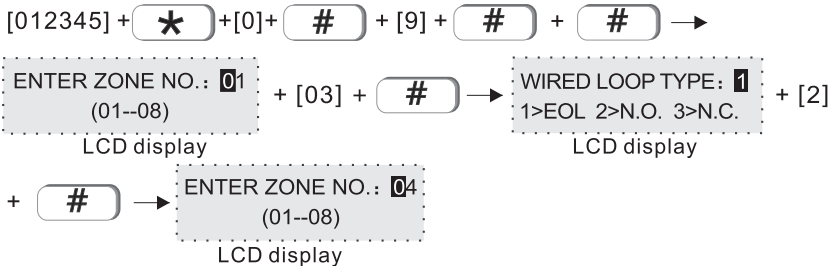 [012345] + * +[0]+ # + [9] + # + #
ENTER ZONE NO.: 01 + [03] + # WIRED LOOP TYPE: 1 + [2]
(01--08) 1>EOL 2>N.O. 3>N.C.
LCD display LCD display
+ # ENTER ZONE NO.: 04
(01--08)
LCD display